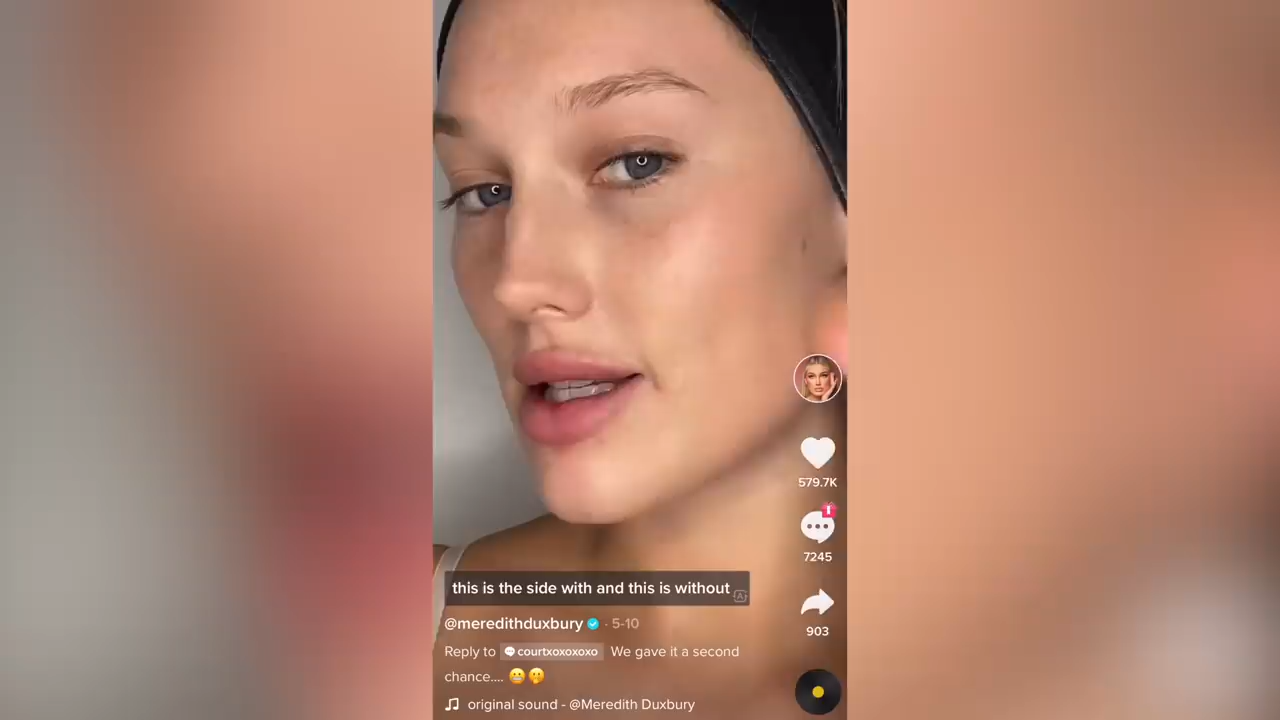 579.7K
7245
903
this is the side with and this is without
@meredithduxbury · 5-10
Reply to courtxoxoxoxo We gave it a second
chance.... 😬🤫
original sound - @Meredith Duxbury